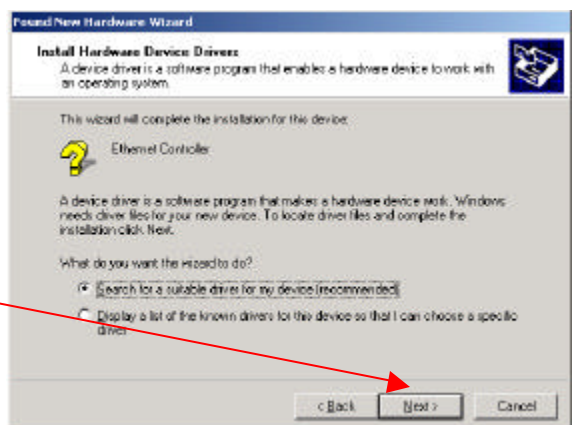 Found New Hardware Wizard
Install Hardware Device Drivers
A device driver is a software program that enables a hardware device to work with
an operating system.
This wizard will complete the installation for this device:
Ethernet Controller
A device driver is a software program that makes a hardware device work. Windows
needs driver files for your new device. To locate driver files and complete the
installation click Next.
What do you want the wizard to do?
Search for a suitable driver for my device (recommended)
Display a list of the known drivers for this device so that I can choose a specific
driver
< Back
Next >
Cancel